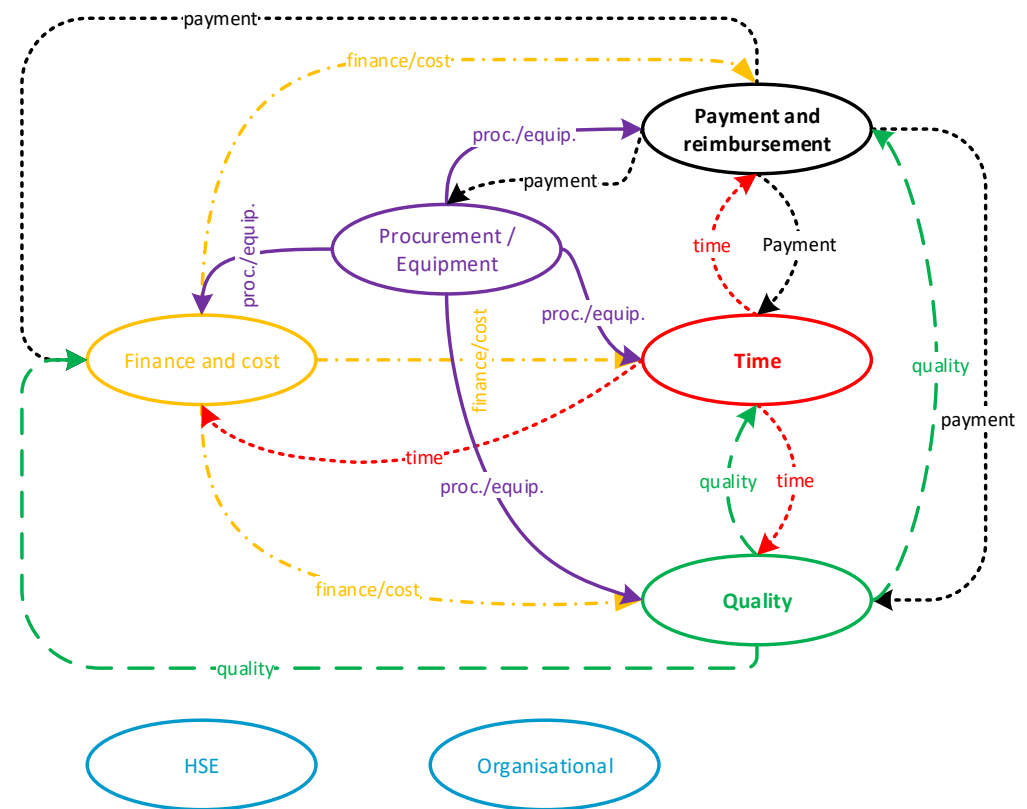 payment
finance/cost
Payment and
reimbursement
proc./equip.
payment
Procurement /
Equipment
time
Payment
proc./equip.
proc./equip.
finance/cost
Finance and cost
Time
quality
payment
time
quality
time
proc./equip.
finance/cost
Quality
quality
HSE
Organisational